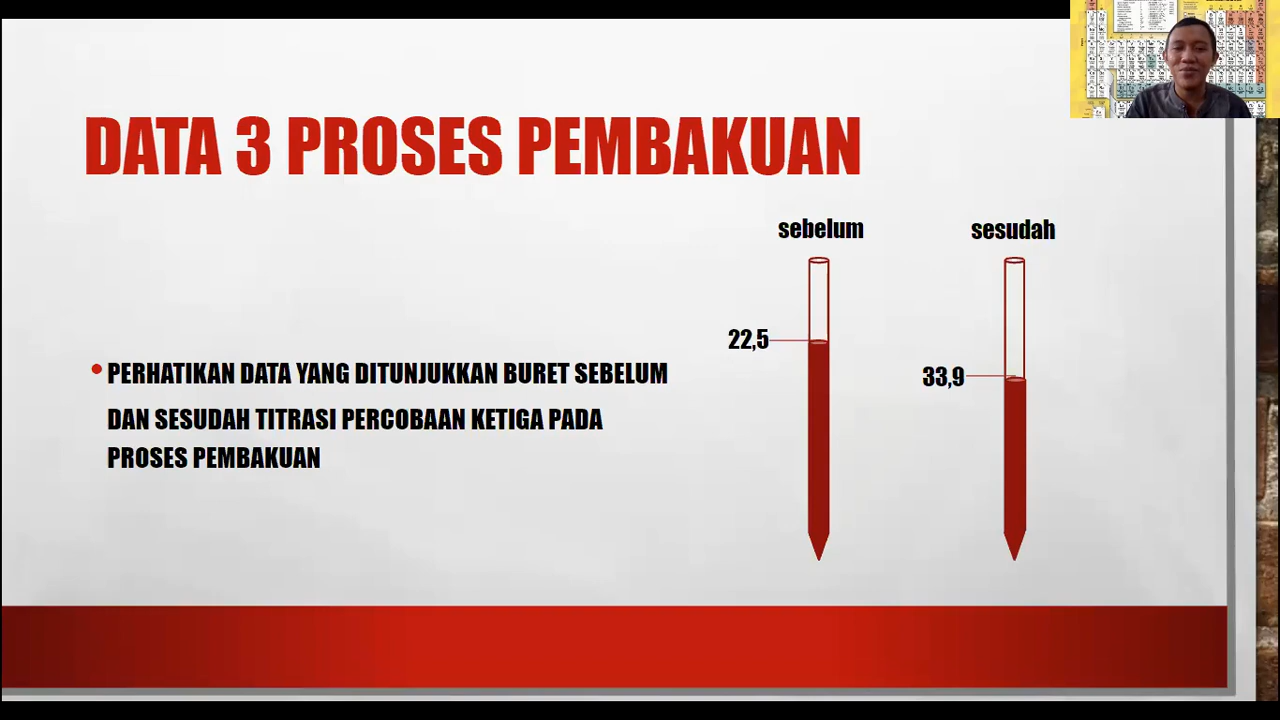 DATA 3 PROSES PEMBAKUAN
sebelum
sesudah
22,5
33,9
• PERHATIKAN DATA YANG DITUNJUKKAN BURET SEBELUM
DAN SESUDAH TITRASI PERCOBAAN KETIGA PADA
PROSES PEMBAKUAN